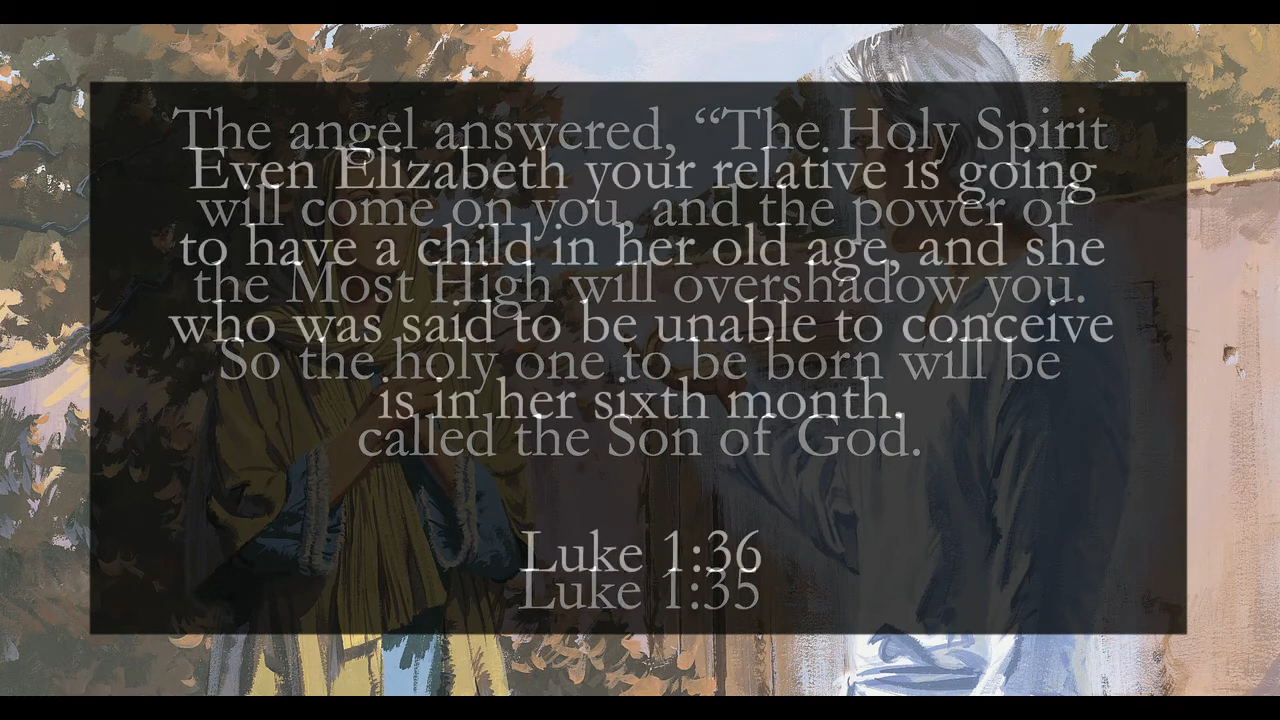 The angel answered, “The Holy Spirit
Even Elizabeth your relative is going
will come on you, and the power of
to have a child in her old age, and she
the Most High will overshadow you.
who was said to be unable to conceive
So the holy one to be born will be
is in her sixth month.
called the Son of God.
Luke 1:36
Luke 1:35